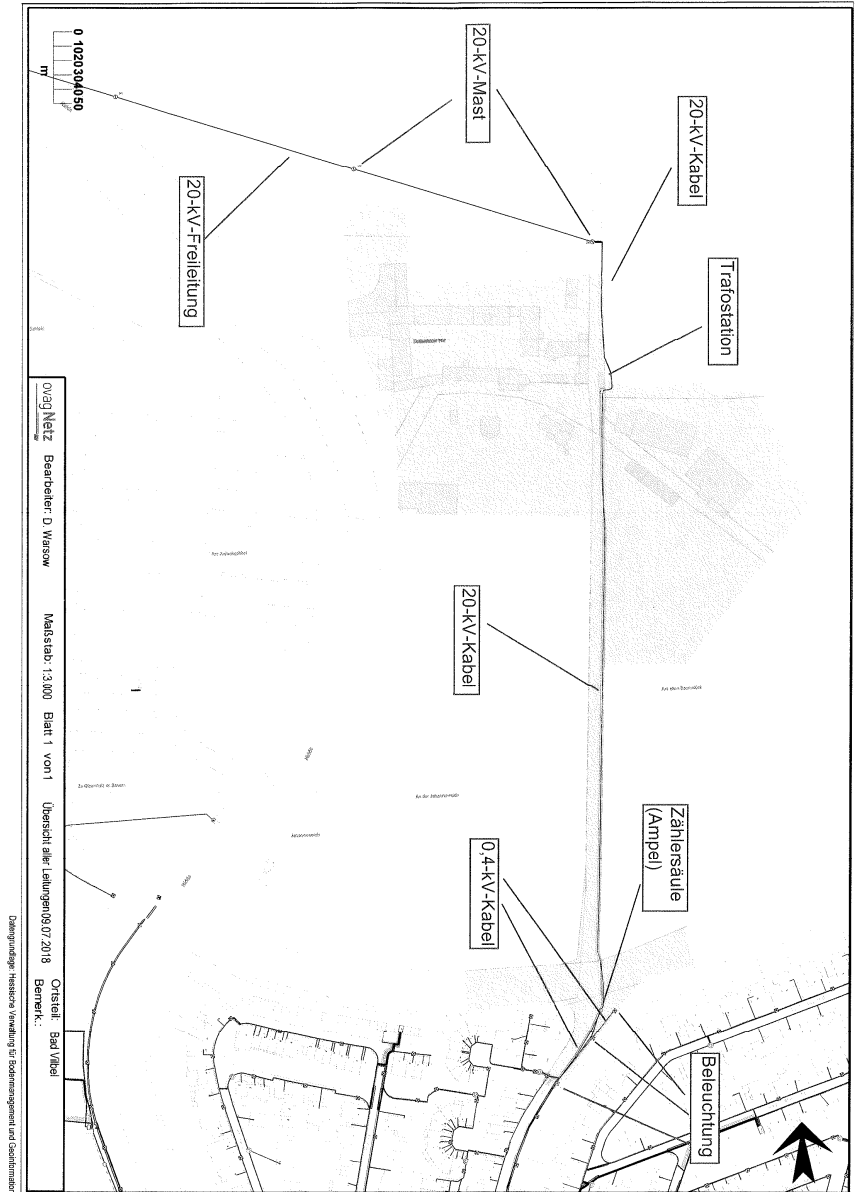 0 10 20 30 40 50
m
20-kV-Mast
20-kV-Kabel
20-kV-Freileitung
Trafostation
20-kV-Kabel
Zählersäule
(Ampel)
0,4-kV-Kabel
Beleuchtung
ovag Netz
Bearbeiter: D. Warsow
Maßstab: 1:3.000
Blatt 1 von 1
Übersicht aller Leitungen 09.07.2018
Ortsteil: Bad Vilbel
Bemerk.:
Datengrundlage: Hessische Verwaltung für Bodenmanagement und Geoinformation